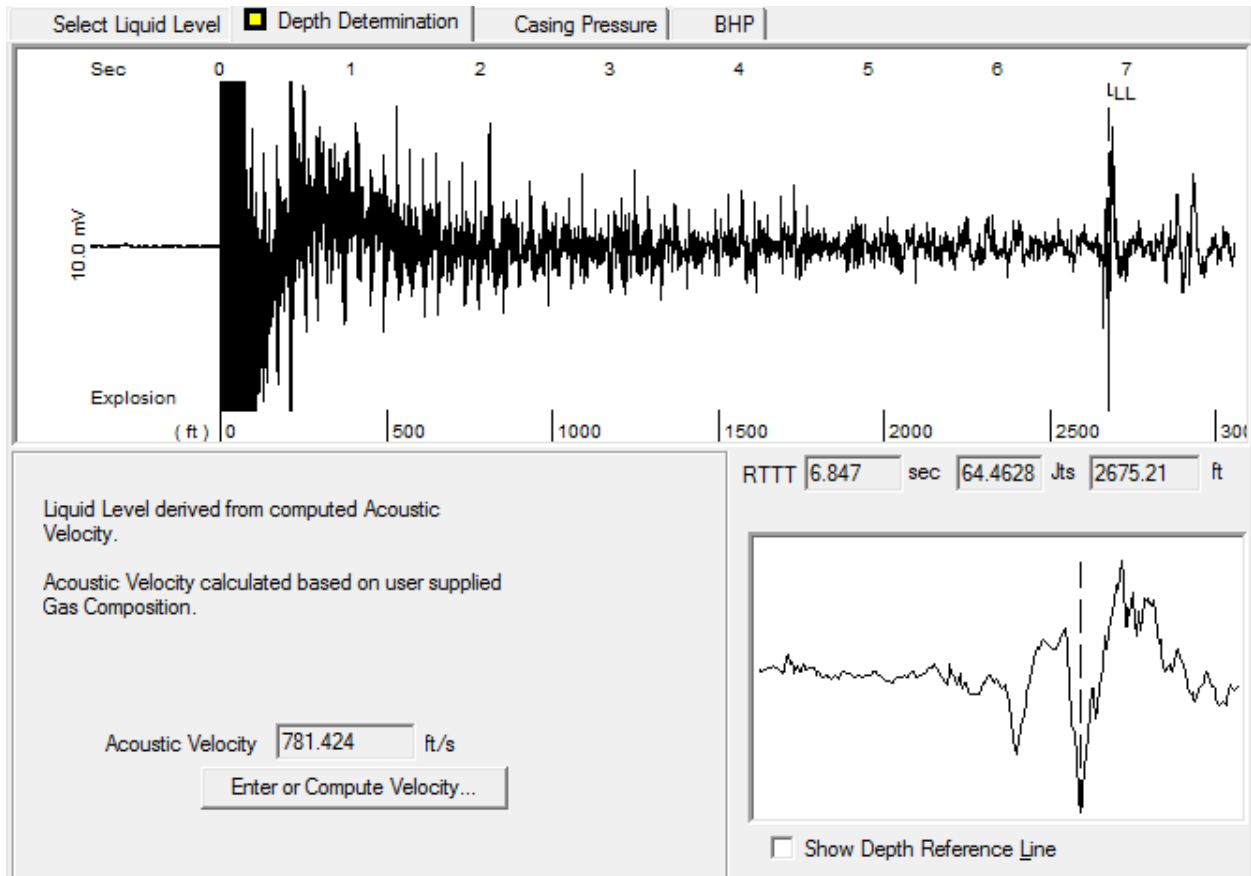 Select Liquid Level Depth Determination Casing Pressure BHP
Sec 0 1 2 3 4 5 6 7
LL
10.0 mV
Explosion
( ft ) 0 500 1000 1500 2000 2500 300
RTTT 6.847 sec 64.4628 Jts 2675.21 ft
Liquid Level derived from computed Acoustic
Velocity.
Acoustic Velocity calculated based on user supplied
Gas Composition.
Acoustic Velocity 781.424 ft/s
Enter or Compute Velocity...
Show Depth Reference Line